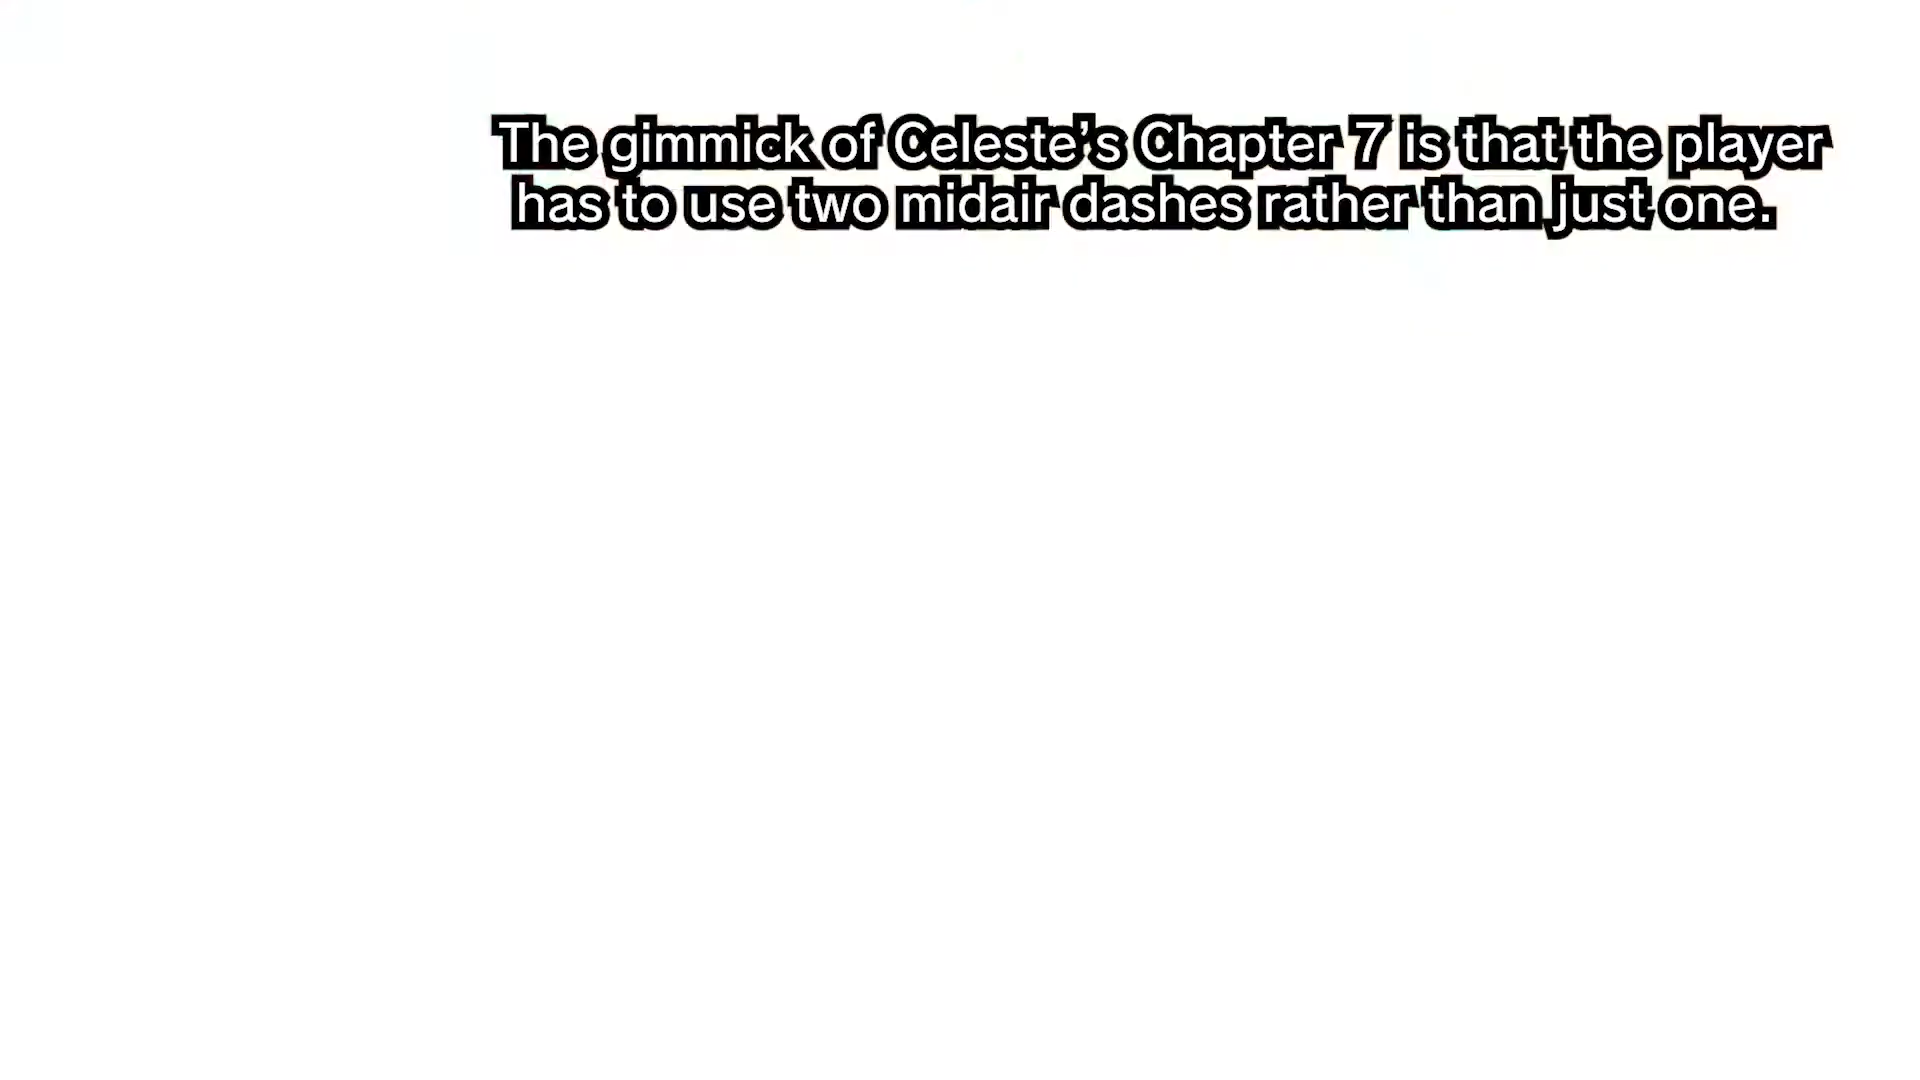 The gimmick of Celeste’s Chapter 7 is that the player
has to use two midair dashes rather than just one.